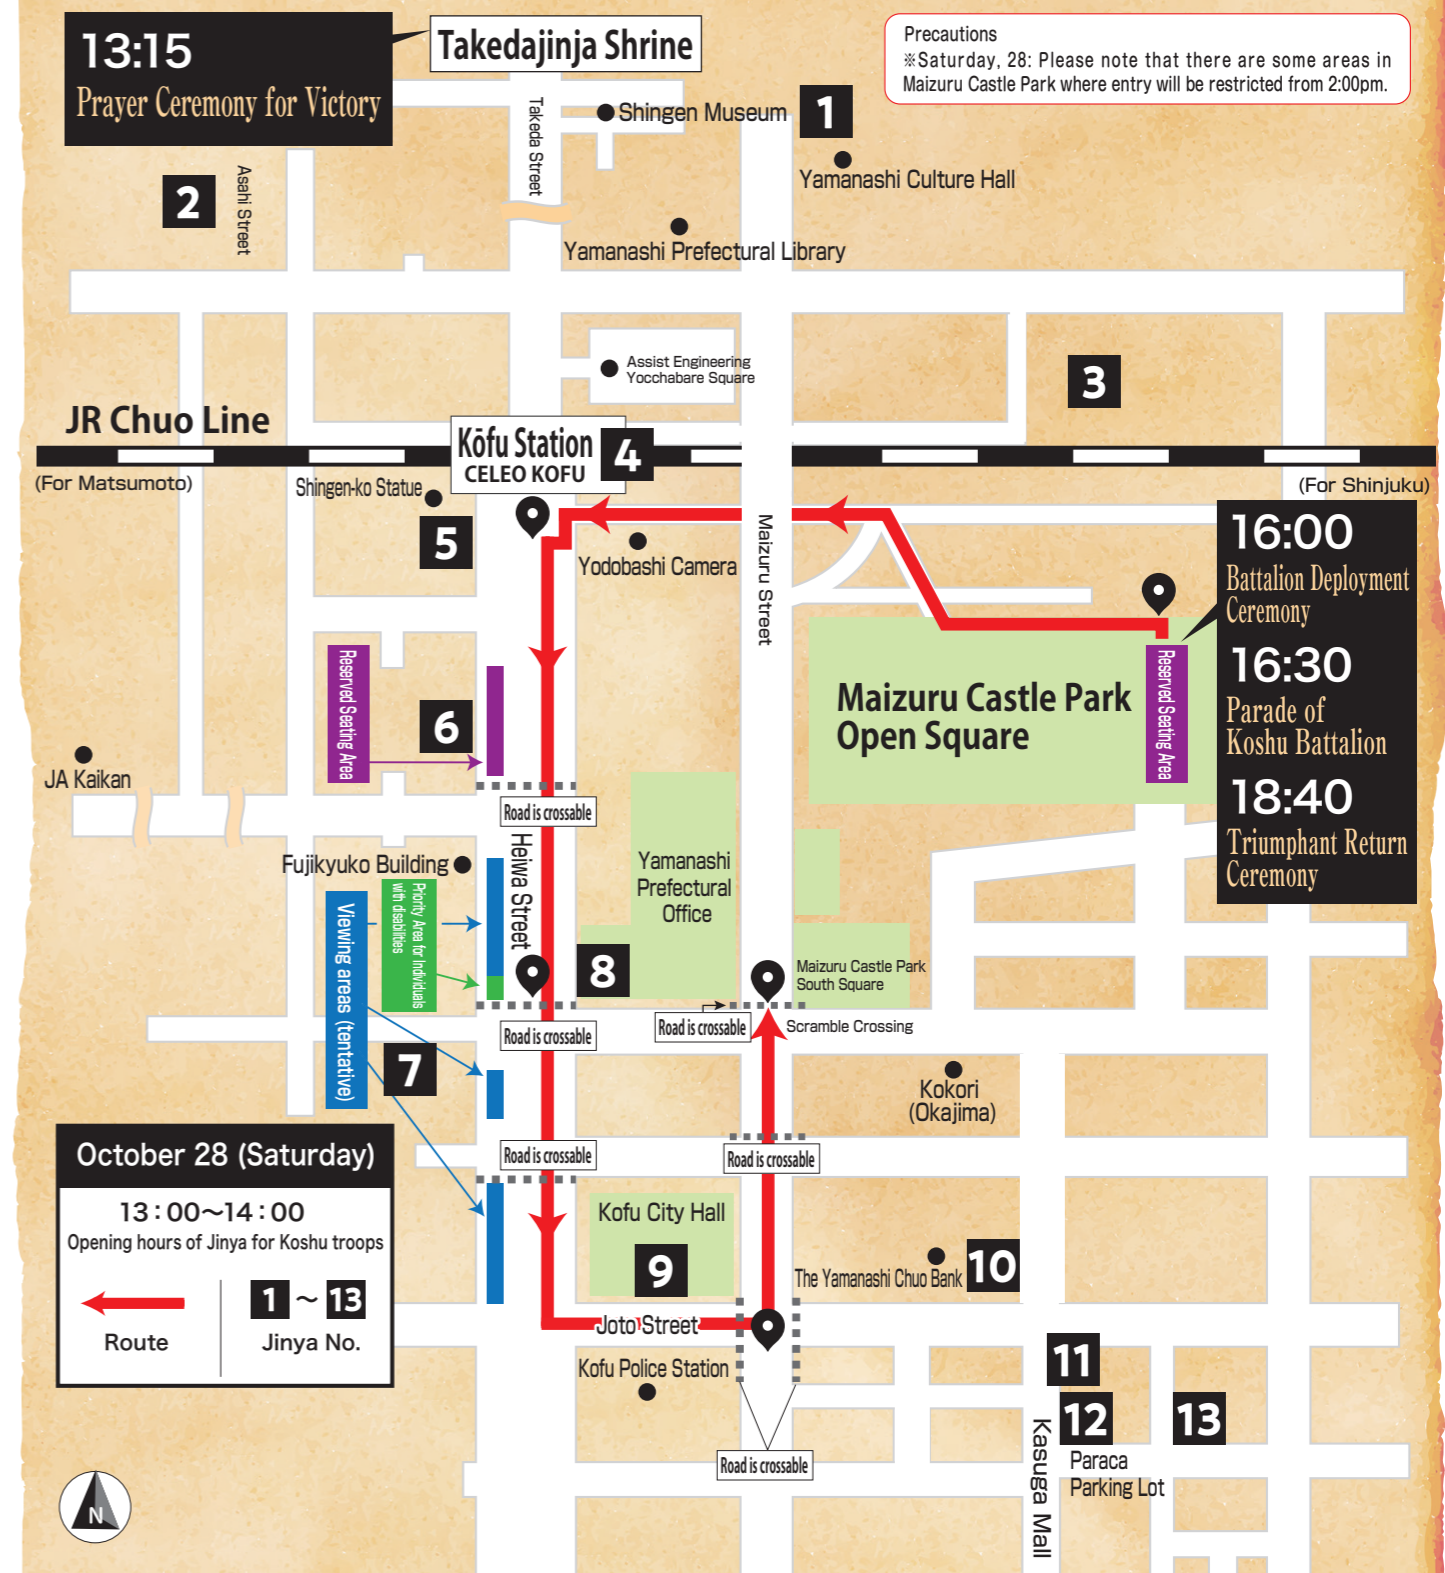 13:15
Prayer Ceremony for Victory
Takedajinja Shrine
Precautions
※Saturday, 28: Please note that there are some areas in
Maizuru Castle Park where entry will be restricted from 2:00pm.
Takeda Street
Shingen Museum
1
Yamanashi Culture Hall
2
Asahi Street
Yamanashi Prefectural Library
Assist Engineering
Yocchabare Square
3
JR Chuo Line
Kōfu Station
CELEO KOFU
4
(For Matsumoto)
(For Shinjuku)
Shingen-ko Statue
5
Yodobashi Camera
Maizuru Street
16:00
Battalion Deployment
Ceremony
16:30
Parade of
Koshu Battalion
18:40
Triumphant Return
Ceremony
Maizuru Castle Park
Open Square
Reserved Seating Area
Reserved Seating Area
6
JA Kaikan
Road is crossable
Heiwa Street
Fujikyuko Building
Yamanashi
Prefectural
Office
Priority Area for Individuals
with disabilities
Viewing areas (tentative)
8
Maizuru Castle Park
South Square
Road is crossable
Road is crossable
Scramble Crossing
7
Kokori
(Okajima)
Road is crossable
Road is crossable
October 28 (Saturday)
13:00～14:00
Opening hours of Jinya for Koshu troops
Route
1 ～ 13
Jinya No.
Kofu City Hall
9
The Yamanashi Chuo Bank
10
Joto Street
Kofu Police Station
11
12
13
Paraca
Parking Lot
Kasuga Mall
Road is crossable
N